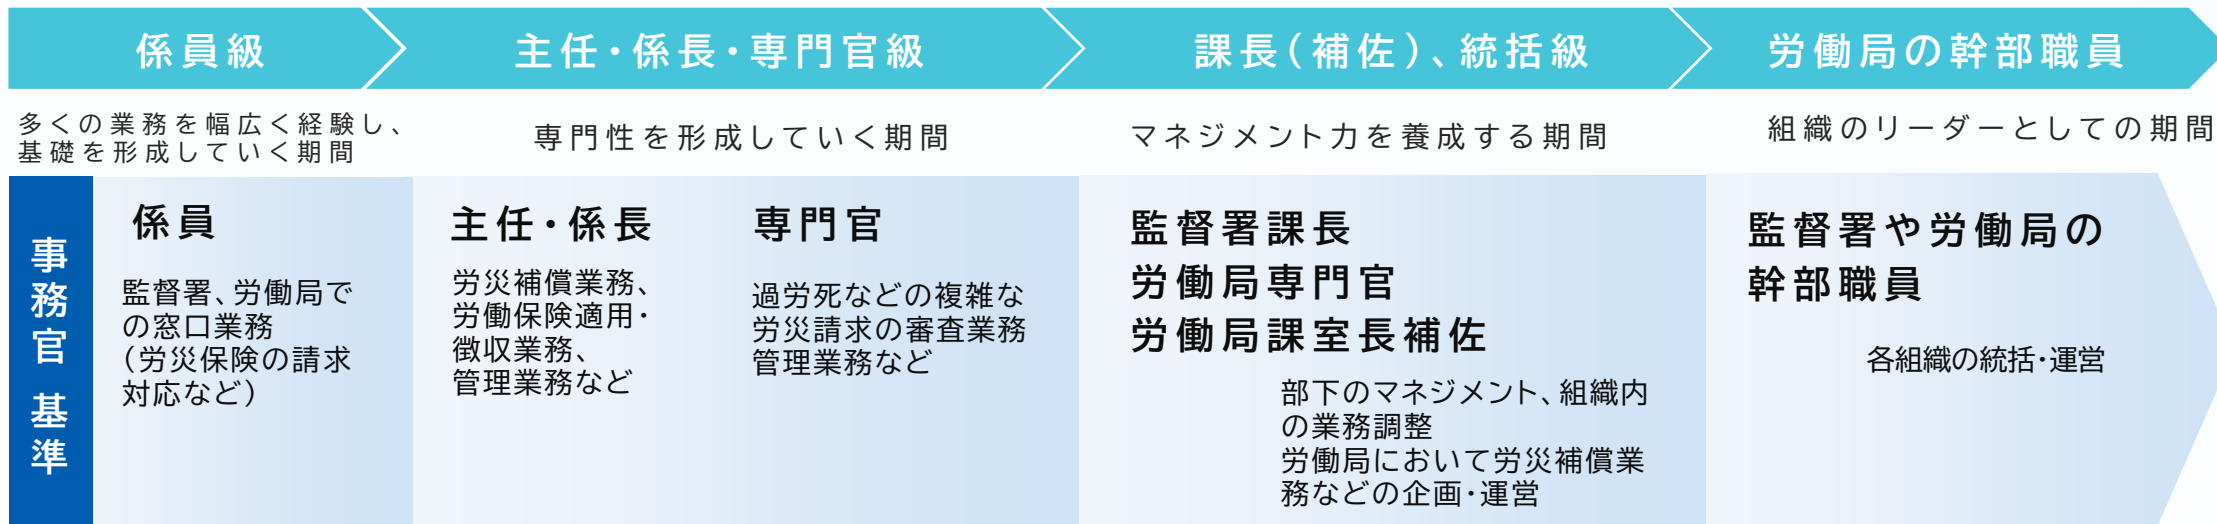 係員級
主任・係長・専門官級
課長（補佐）、統括級
労働局の幹部職員
多くの業務を幅広く経験し、
基礎を形成していく期間
専門性を形成していく期間
マネジメント力を養成する期間
組織のリーダーとしての期間
事務官 基準
係員
監督署、労働局で
の窓口業務
（労災保険の請求
対応など）
主任・係長
労災補償業務、
労働保険適用・
徴収業務、
管理業務など
専門官
過労死などの複雑な
労災請求の審査業務
管理業務など
監督署課長
労働局専門官
労働局課室長補佐
部下のマネジメント、組織内
の業務調整
労働局において労災補償業
務などの企画・運営
監督署や労働局の
幹部職員
各組織の統括・運営